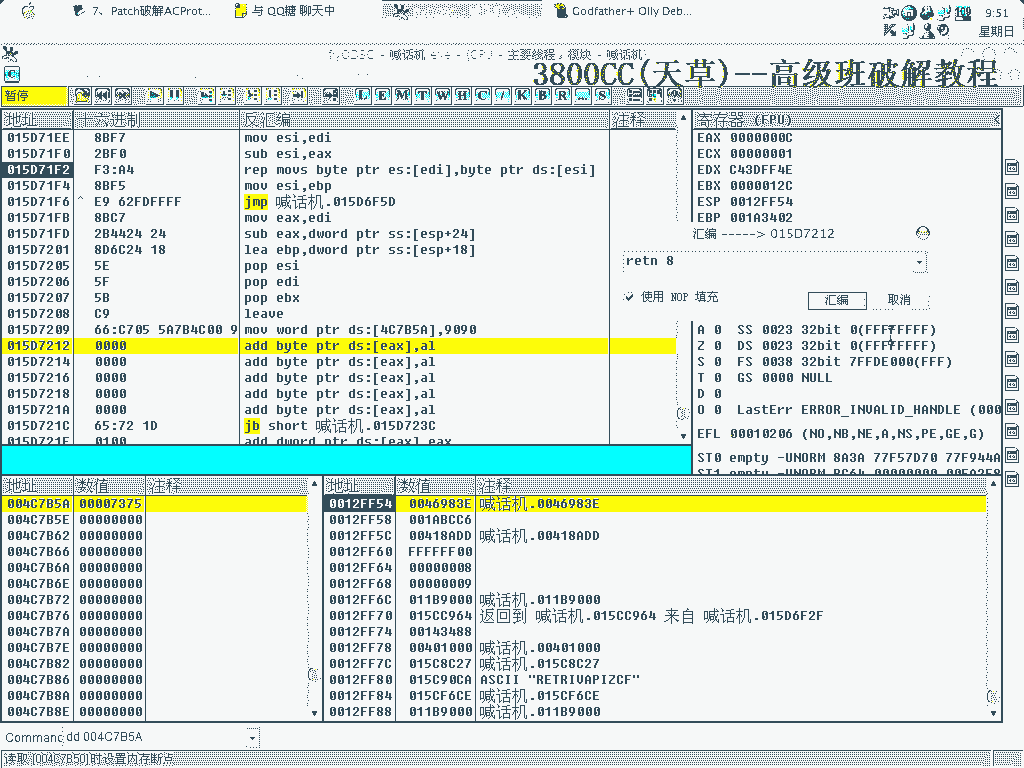 7、Patch破解ACProt...
与 QQ糖 聊天中
Godfather+ Olly Deb...
9:51
星期日
喊话机.exe - [CPU - 主要线程, 模块 - 喊话机]
3800CC(天草)--高级班破解教程
暂停
L E M T W H C / K B R ... S
地址 十六进制 反汇编 注释
015D71EE 8BF7 mov esi,edi
015D71F0 2BF0 sub esi,eax
015D71F2 F3:A4 rep movs byte ptr es:[edi],byte ptr ds:[esi]
015D71F4 8BF5 mov esi,ebp
015D71F6 ^ E9 62FDFFFF jmp 喊话机.015D6F5D
015D71FB 8BC7 mov eax,edi
015D71FD 2B4424 24 sub eax,dword ptr ss:[esp+24]
015D7201 8D6C24 18 lea ebp,dword ptr ss:[esp+18]
015D7205 5E pop esi
015D7206 5F pop edi
015D7207 5B pop ebx
015D7208 C9 leave
015D7209 66:C705 5A7B4C00 9 mov word ptr ds:[4C7B5A],9090
015D7212 0000 add byte ptr ds:[eax],al
015D7214 0000 add byte ptr ds:[eax],al
015D7216 0000 add byte ptr ds:[eax],al
015D7218 0000 add byte ptr ds:[eax],al
015D721A 0000 add byte ptr ds:[eax],al
015D721C 65:72 1D jb short 喊话机.015D723C
015D721F 0100 add dword ptr ds:[eax],eax
寄存器 (FPU)
EAX 0000000C
ECX 00000001
EDX C43DFF4E
EBX 0000012C
ESP 0012FF54
EBP 001A3402
汇编 -----> 015D7212
retn 8
使用 NOP 填充
汇编 取消
A 0 SS 0023 32bit 0(FFFFFFFF)
Z 0 DS 0023 32bit 0(FFFFFFFF)
S 0 FS 0038 32bit 7FFDE000(FFF)
T 0 GS 0000 NULL
D 0
O 0 LastErr ERROR_INVALID_HANDLE (000
EFL 00010206 (NO,NB,NE,A,NS,PE,GE,G)
ST0 empty -UNORM 8A3A 77F57D70 77F944A
地址 数值 注释
004C7B5A 00007375
004C7B5E 00000000
004C7B62 00000000
004C7B66 00000000
004C7B6A 00000000
004C7B6E 00000000
004C7B72 00000000
004C7B76 00000000
004C7B7A 00000000
004C7B7E 00000000
004C7B82 00000000
004C7B86 00000000
004C7B8A 00000000
004C7B8E 00000000
地址 数值 注释
0012FF54 0046983E 喊话机.0046983E
0012FF58 001ABCC6
0012FF5C 00418ADD 喊话机.00418ADD
0012FF60 FFFFFF00
0012FF64 00000008
0012FF68 00000009
0012FF6C 011B9000 喊话机.011B9000
0012FF70 015CC964 返回到 喊话机.015CC964 来自 喊话机.015D6F2F
0012FF74 00143488
0012FF78 00401000 喊话机.00401000
0012FF7C 015C8C27 喊话机.015C8C27
0012FF80 015C90CA ASCII "RETRIVAPIZCF"
0012FF84 015CF6CE 喊话机.015CF6CE
0012FF88 011B9000 喊话机.011B9000
Command dd 004C7B5A
读取 [004C7B50]时设置内存断点